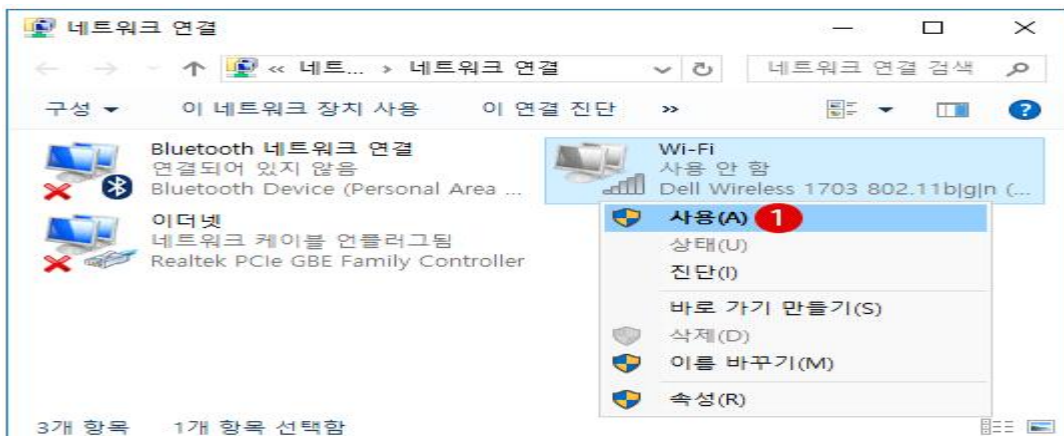 네트워크 연결
« 네트... › 네트워크 연결
네트워크 연결 검색
구성 이 네트워크 장치 사용 이 연결 진단 »
Bluetooth 네트워크 연결
연결되어 있지 않음
Bluetooth Device (Personal Area ...
Wi-Fi
사용 안 함
Dell Wireless 1703 802.11b|g|n (...
이더넷
네트워크 케이블 언플러그됨
Realtek PCIe GBE Family Controller
사용(A) 1
상태(U)
진단(I)
바로 가기 만들기(S)
삭제(D)
이름 바꾸기(M)
속성(R)
3개 항목 1개 항목 선택함